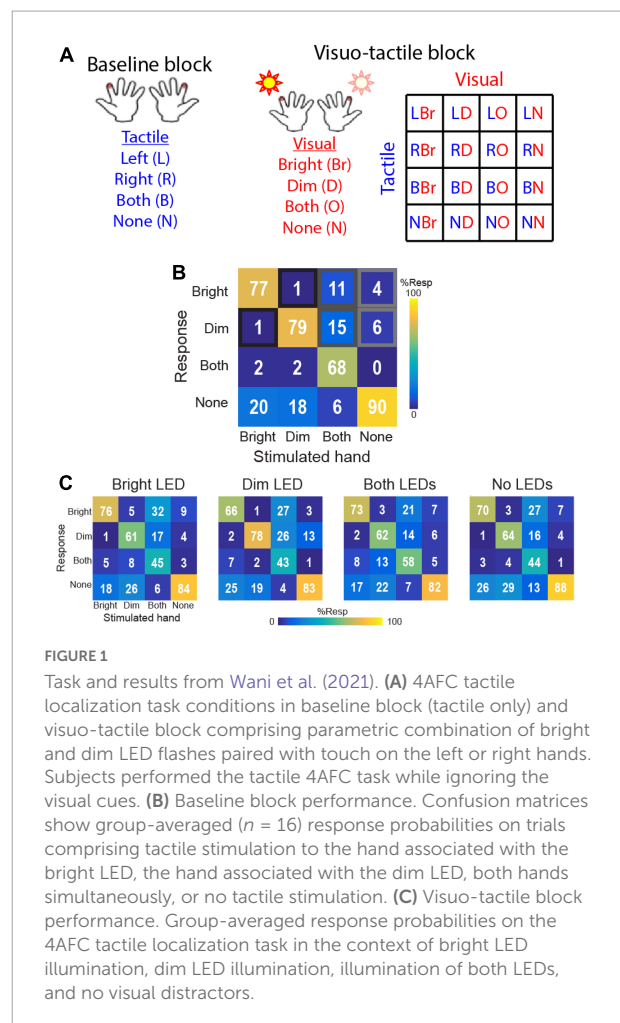 A
Baseline block
Visuo-tactile block
Tactile
Left (L)
Right (R)
Both (B)
None (N)
Visual
Bright (Br)
Dim (D)
Both (O)
None (N)
Visual
Tactile
LBr LD LO LN
RBr RD RO RN
BBr BD BO BN
NBr ND NO NN
B
Response
Bright 77 1 11 4
Dim 1 79 15 6
Both 2 2 68 0
None 20 18 6 90
Bright Dim Both None
Stimulated hand
%Resp
100
0
C
Bright LED Dim LED Both LEDs No LEDs
Response
Bright 76 5 32 9 66 1 27 3 73 3 21 7 70 3 27 7
Dim 1 61 17 4 2 78 26 13 2 62 14 6 1 64 16 4
Both 5 8 45 3 7 2 43 1 8 13 58 5 3 4 44 1
None 18 26 6 84 25 19 4 83 17 22 7 82 26 29 13 88
Bright Dim Both None
Stimulated hand
%Resp
0 100
FIGURE 1
Task and results from Wani et al. (2021). (A) 4AFC tactile
localization task conditions in baseline block (tactile only) and
visuo-tactile block comprising parametric combination of bright
and dim LED flashes paired with touch on the left or right hands.
Subjects performed the tactile 4AFC task while ignoring the
visual cues. (B) Baseline block performance. Confusion matrices
show group-averaged (n = 16) response probabilities on trials
comprising tactile stimulation to the hand associated with the
bright LED, the hand associated with the dim LED, both hands
simultaneously, or no tactile stimulation. (C) Visuo-tactile block
performance. Group-averaged response probabilities on the
4AFC tactile localization task in the context of bright LED
illumination, dim LED illumination, illumination of both LEDs,
and no visual distractors.